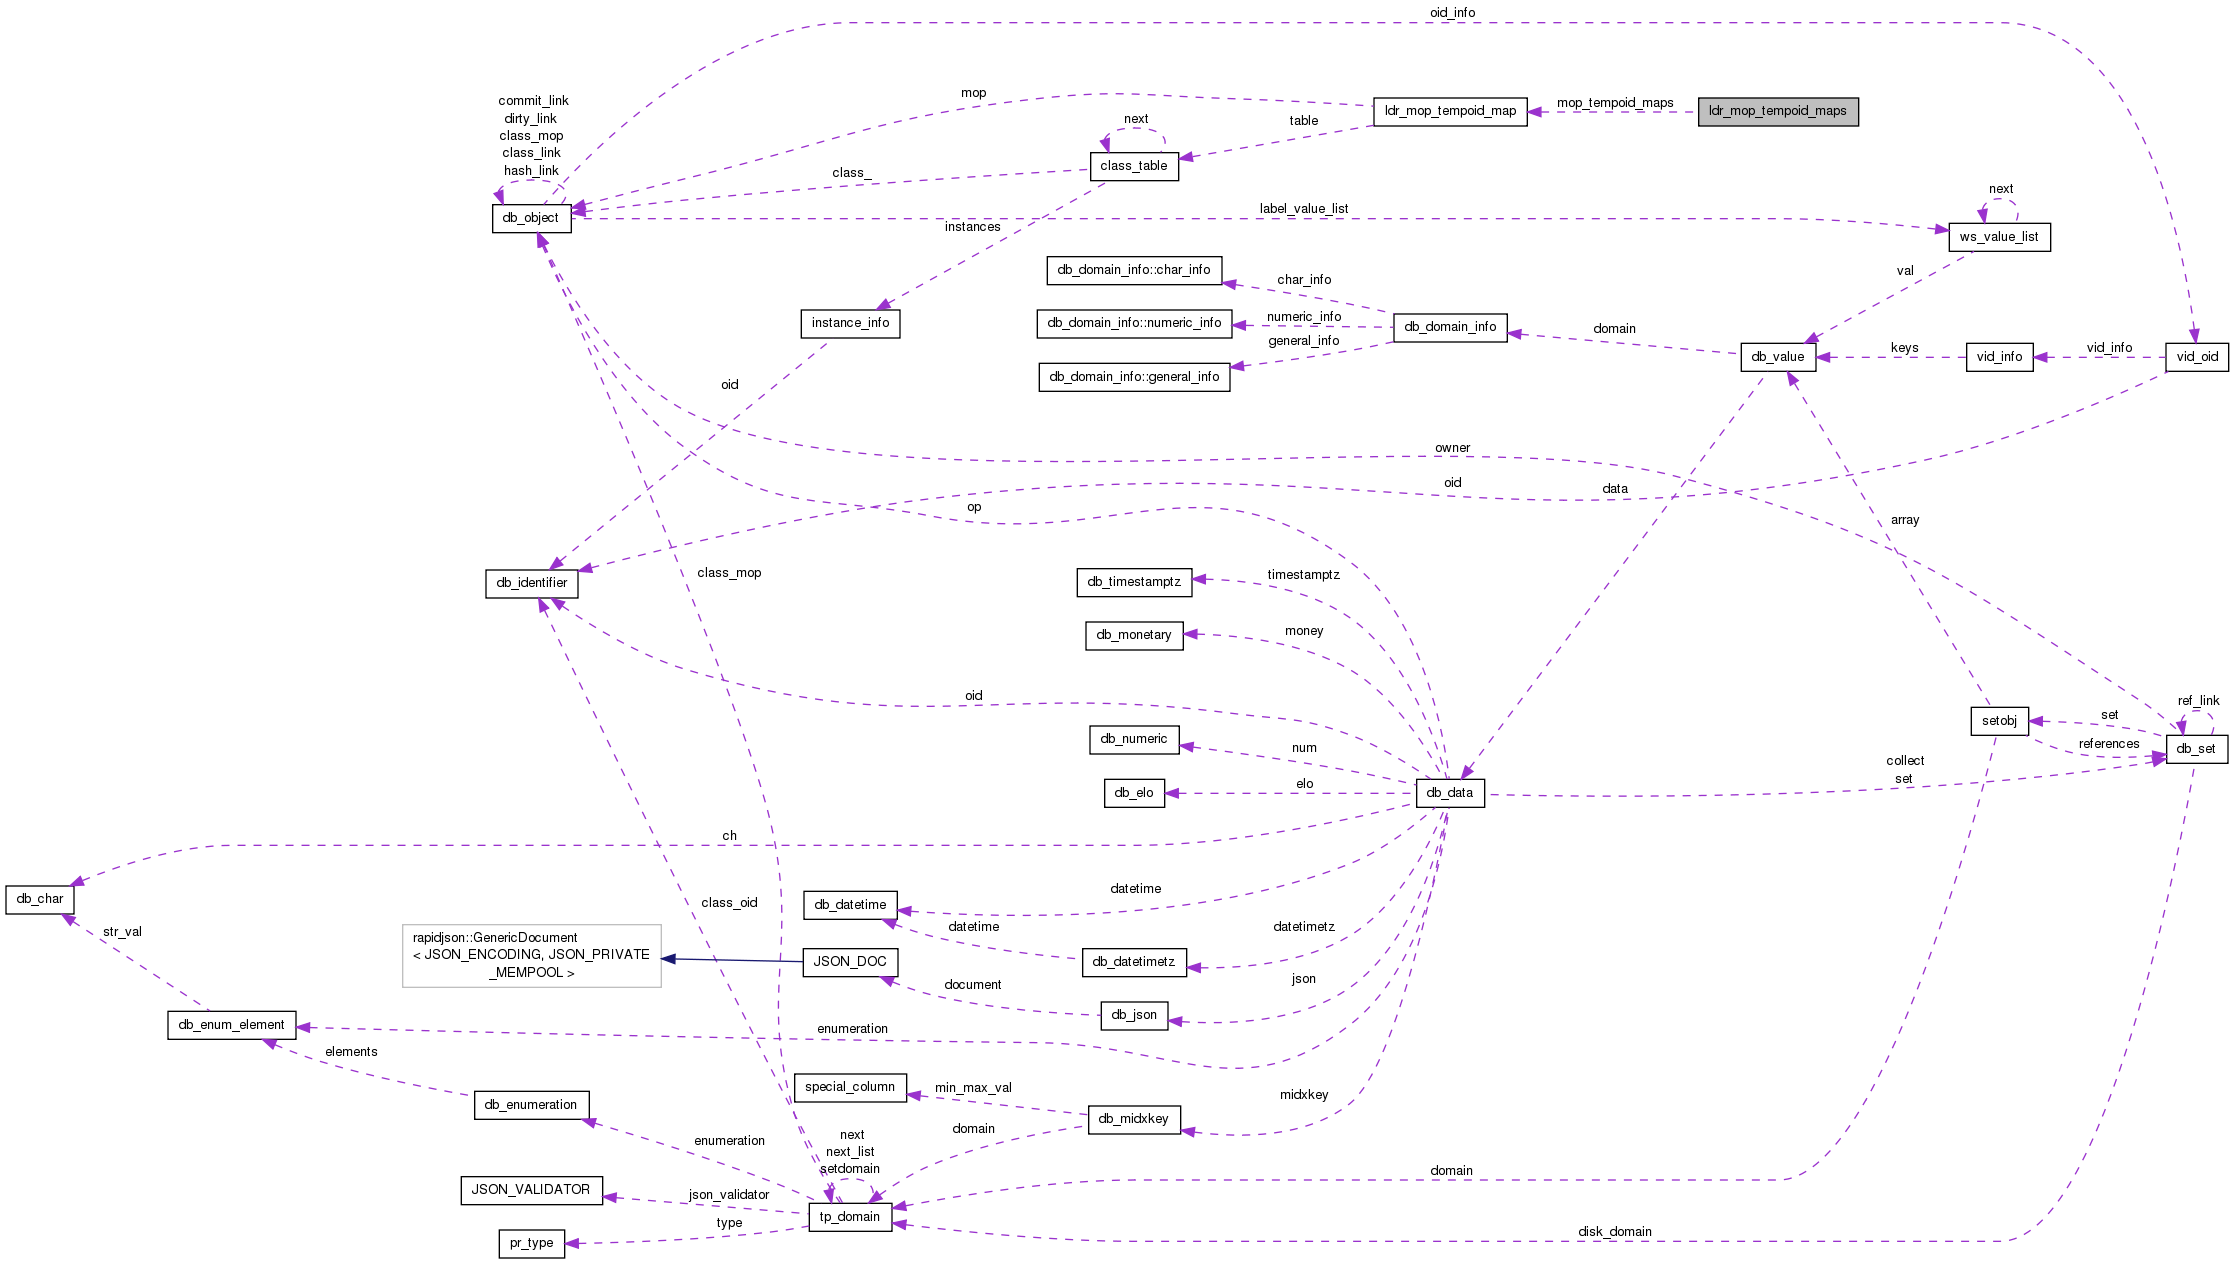 oid_info
commit_link
dirty_link
class_mop
class_link
hash_link
mop
ldr_mop_tempoid_map
mop_tempoid_maps
ldr_mop_tempoid_maps
next
table
class_table
class_
db_object
label_value_list
next
ws_value_list
instances
val
db_domain_info::char_info
char_info
instance_info
db_domain_info::numeric_info
numeric_info
db_domain_info
domain
general_info
db_domain_info::general_info
db_value
keys
vid_info
vid_info
vid_oid
oid
owner
oid
data
op
array
class_mop
db_identifier
db_timestamptz
timestamptz
db_monetary
money
oid
setobj
set
ref_link
references
db_set
db_numeric
num
db_elo
elo
db_data
collect
set
ch
db_char
db_datetime
datetime
class_oid
str_val
rapidjson::GenericDocument
< JSON_ENCODING, JSON_PRIVATE
_MEMPOOL >
JSON_DOC
datetime
db_datetimetz
datetimetz
document
db_json
json
db_enum_element
enumeration
elements
special_column
min_max_val
db_midxkey
midxkey
db_enumeration
domain
enumeration
next
next_list
setdomain
domain
JSON_VALIDATOR
json_validator
tp_domain
type
pr_type
disk_domain